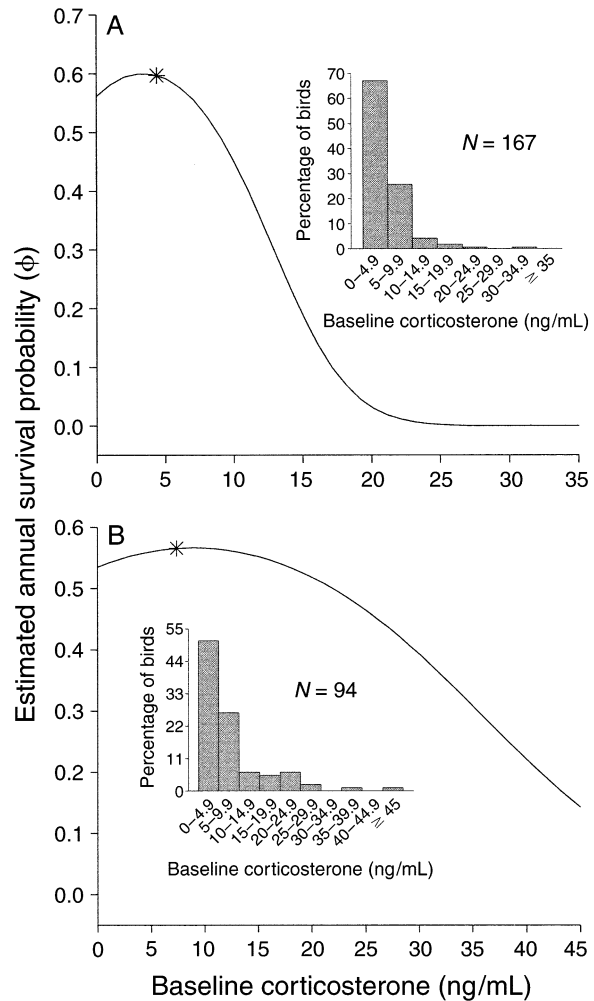 A
0.7
0.6
0.5
0.4
0.3
0.2
0.1
0.0
0 5 10 15 20 25 30 35
Percentage of birds
70
60
50
40
30
20
10
0
N = 167
0–4.9 5–9.9 10–14.9 15–19.9 20–24.9 25–29.9 30–34.9 ≥ 35
Baseline corticosterone (ng/mL)
Estimated annual survival probability (ϕ)
B
0.6
0.5
0.4
0.3
0.2
0.1
0.0
Percentage of birds
55
44
33
22
11
0
N = 94
0–4.9 5–9.9 10–14.9 15–19.9 20–24.9 25–29.9 30–34.9 35–39.9 40–44.9 ≥ 45
Baseline corticosterone (ng/mL)
0 5 10 15 20 25 30 35 40 45
Baseline corticosterone (ng/mL)